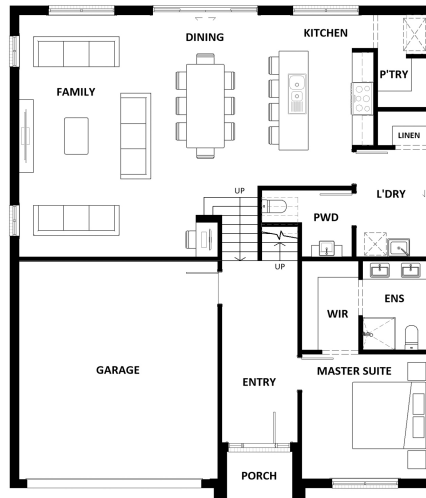 KITCHEN
DINING
P'TRY
FAMILY
LINEN
UP
L'DRY
PWD
UP
ENS
WIR
GARAGE
MASTER SUITE
ENTRY
PORCH